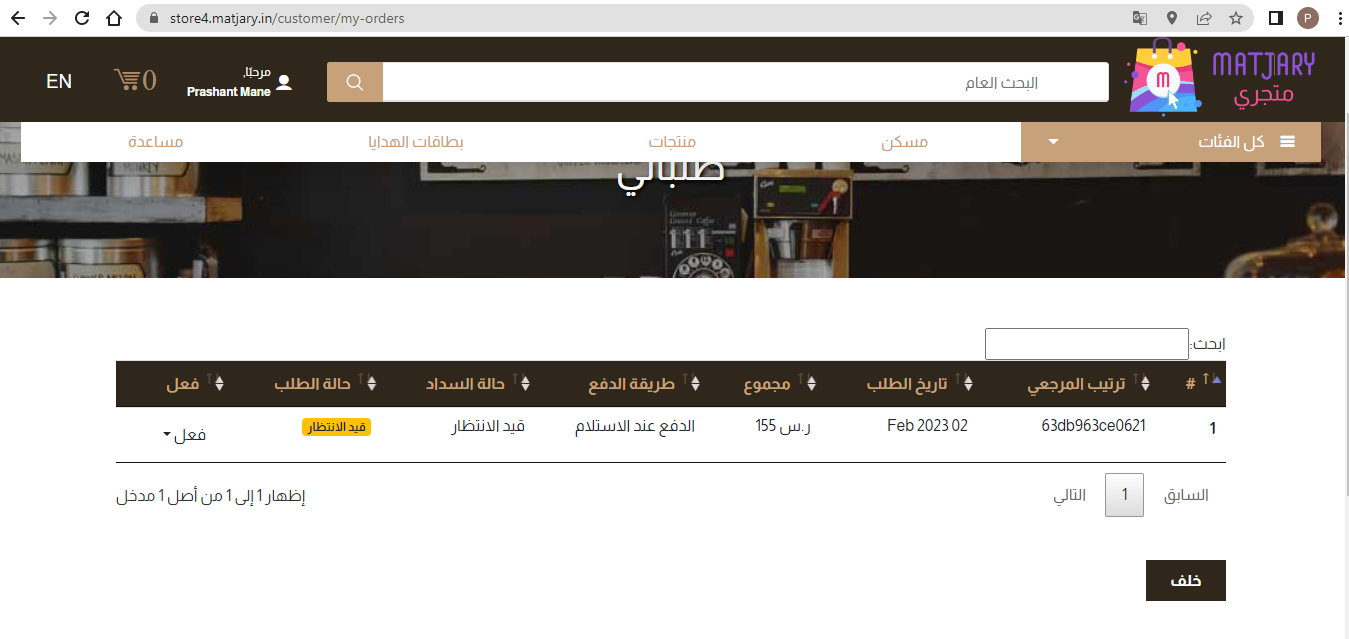 store4.matjary.in/customer/my-orders
P
MATJARY
متجري
m
البحث العام
مرحبًا,
Prashant Mane
0
EN
كل الفئات
مسكن
منتجات
بطاقات الهدايا
مساعدة
طلباتي
111
MONKEY
ابحث:
# ترتيب المرجعي تاريخ الطلب مجموع طريقة الدفع حالة السداد حالة الطلب فعل
1 63db963ce0621 02 Feb 2023 ر.س 155 الدفع عند الاستلام قيد الانتظار قيد الانتظار فعل
السابق 1 التالي
إظهار 1 إلى 1 من أصل 1 مدخل
خلف